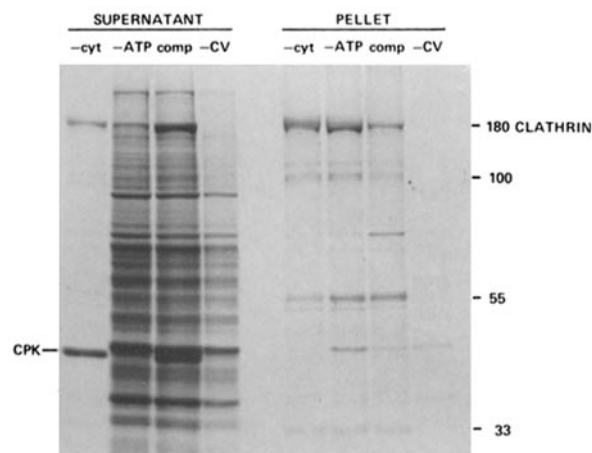 SUPERNATANT PELLET
–cyt –ATP comp –CV –cyt –ATP comp –CV
– 180 CLATHRIN
– 100
– 55
CPK–
– 33